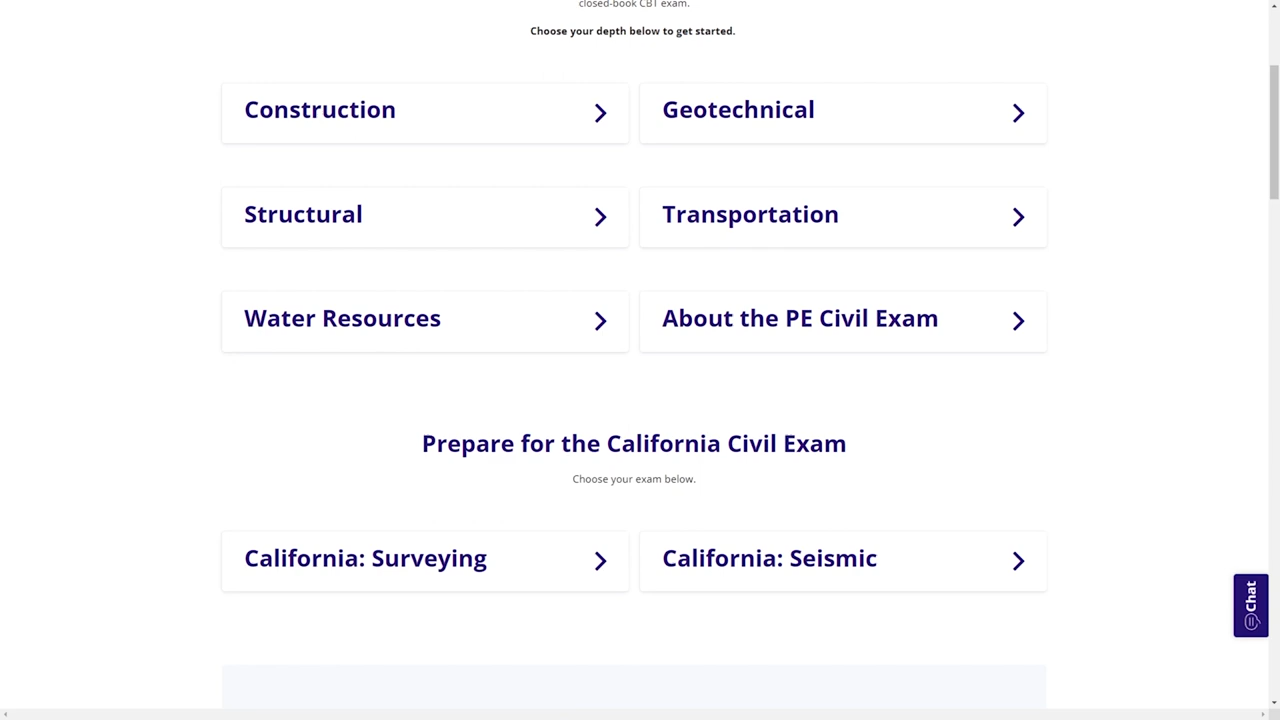 closed-book CBT exam.
Choose your depth below to get started.
Construction
Geotechnical
Structural
Transportation
Water Resources
About the PE Civil Exam
Prepare for the California Civil Exam
Choose your exam below.
California: Surveying
California: Seismic
Chat